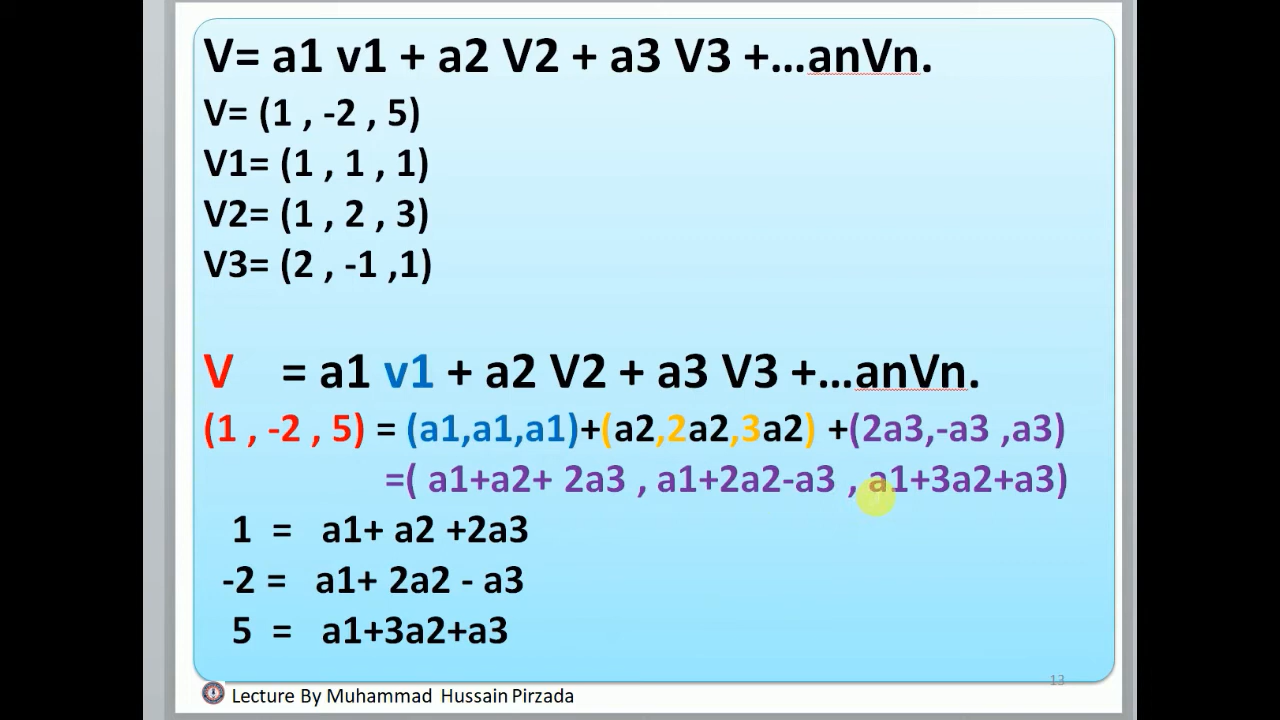 V= a1 v1 + a2 V2 + a3 V3 +...anVn.
V= (1 , -2 , 5)
V1= (1 , 1 , 1)
V2= (1 , 2 , 3)
V3= (2 , -1 ,1)
V = a1 v1 + a2 V2 + a3 V3 +...anVn.
(1 , -2 , 5) = (a1,a1,a1)+(a2,2a2,3a2) +(2a3,-a3 ,a3)
=( a1+a2+ 2a3 , a1+2a2-a3 , a1+3a2+a3)
1 = a1+ a2 +2a3
-2 = a1+ 2a2 - a3
5 = a1+3a2+a3
13
Lecture By Muhammad Hussain Pirzada